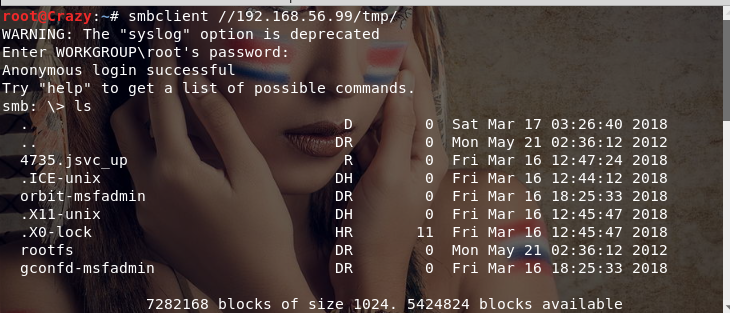 root@Crazy:~# smbclient //192.168.56.99/tmp/
WARNING: The "syslog" option is deprecated
Enter WORKGROUP\root's password:
Anonymous login successful
Try "help" to get a list of possible commands.
smb: \> ls
  .                                   D        0  Sat Mar 17 03:26:40 2018
  ..                                 DR        0  Mon May 21 02:36:12 2012
  4735.jsvc_up                        R        0  Fri Mar 16 12:47:24 2018
  .ICE-unix                          DH        0  Fri Mar 16 12:44:12 2018
  orbit-msfadmin                     DR        0  Fri Mar 16 18:25:33 2018
  .X11-unix                          DH        0  Fri Mar 16 12:45:47 2018
  .X0-lock                           HR       11  Fri Mar 16 12:45:47 2018
  rootfs                             DR        0  Mon May 21 02:36:12 2012
  gconfd-msfadmin                    DR        0  Fri Mar 16 18:25:33 2018
                7282168 blocks of size 1024. 5424824 blocks available